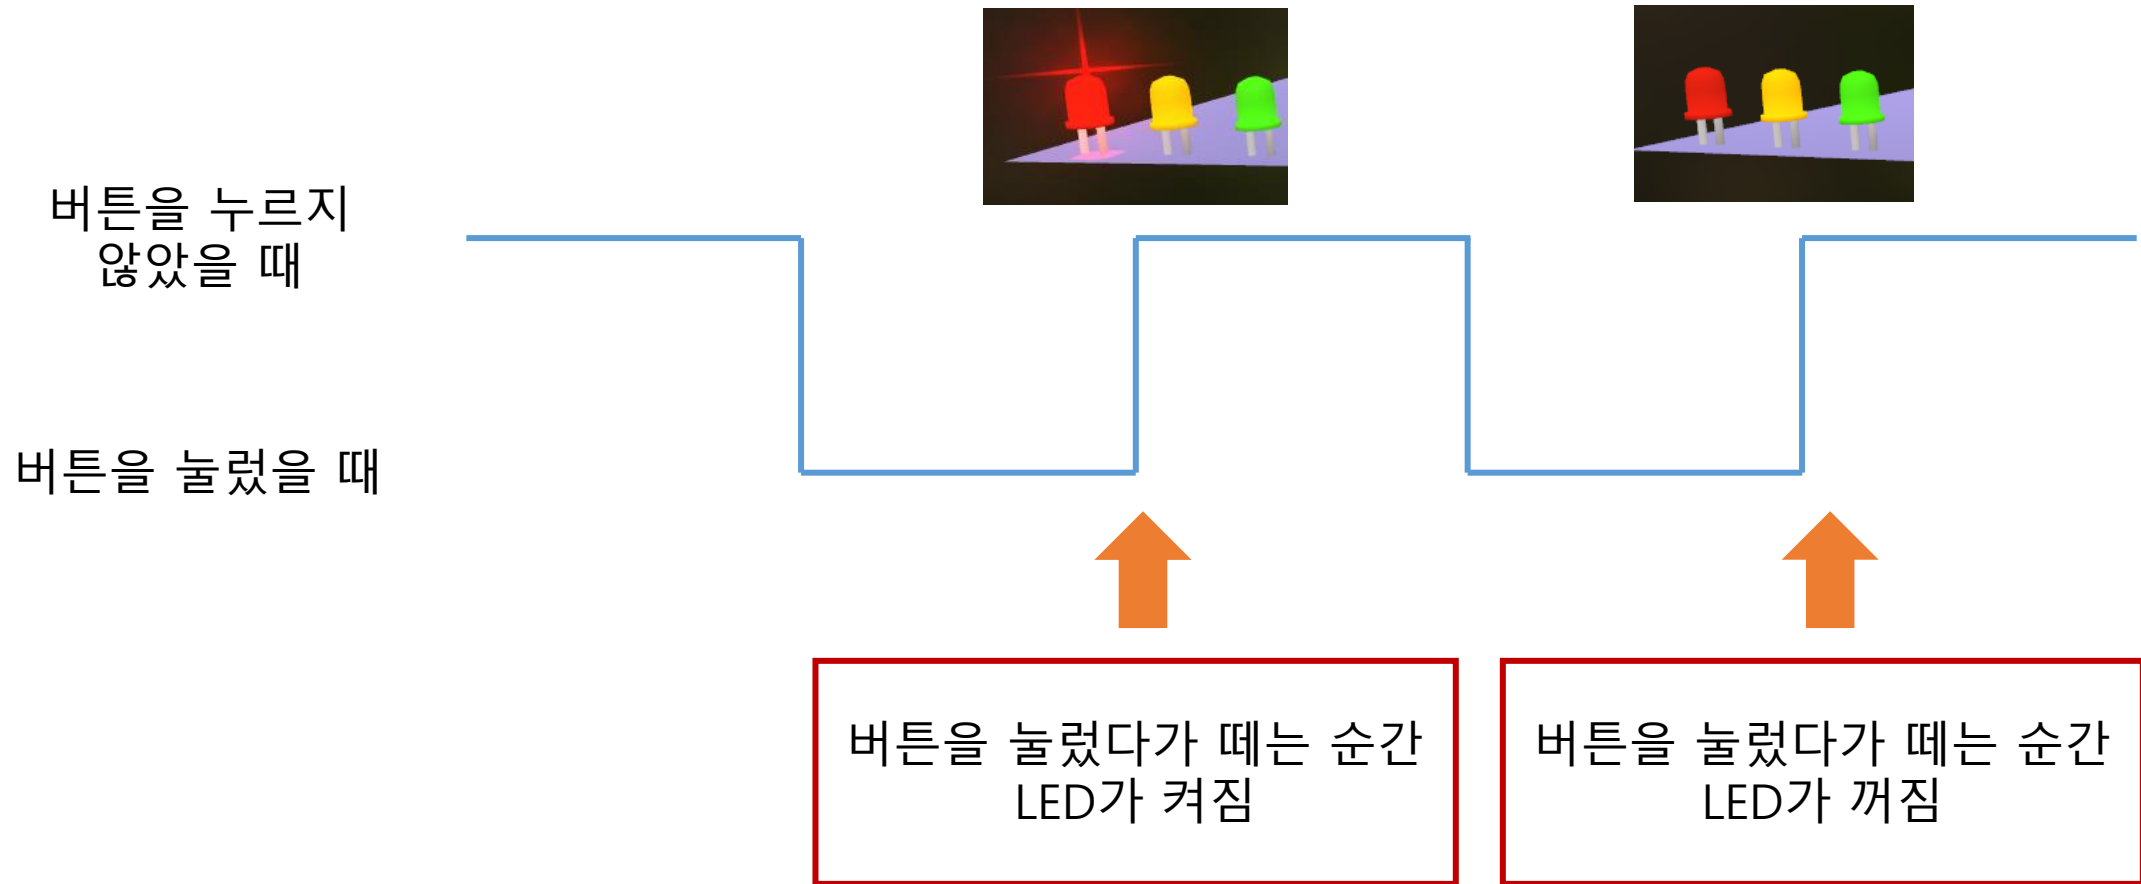 버튼을 누르지
않았을 때
버튼을 눌렀을 때
버튼을 눌렀다가 떼는 순간
LED가 켜짐
버튼을 눌렀다가 떼는 순간
LED가 꺼짐